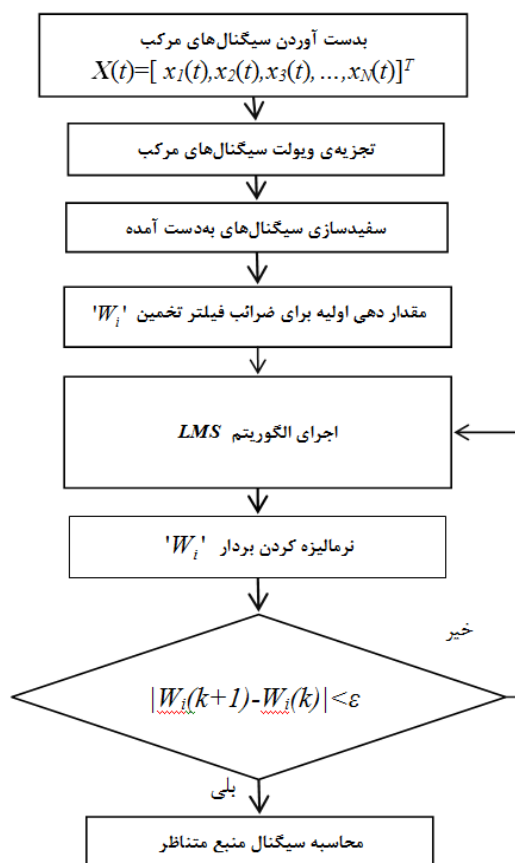 بدست آوردن سیگنال‌های مرکب
X(t)=[ x1(t),x2(t),x3(t), ...,xN(t)]T
تجزیه‌ی ویولت سیگنال‌های مرکب
سفیدسازی سیگنال‌های به‌دست آمده
مقدار دهی اولیه برای ضرائب فیلتر تخمین 'Wi'
اجرای الگوریتم LMS
نرمالیزه کردن بردار 'Wi'
خیر
|Wi(k+1)-Wi(k)|<ε
بلی
محاسبه سیگنال منبع متناظر